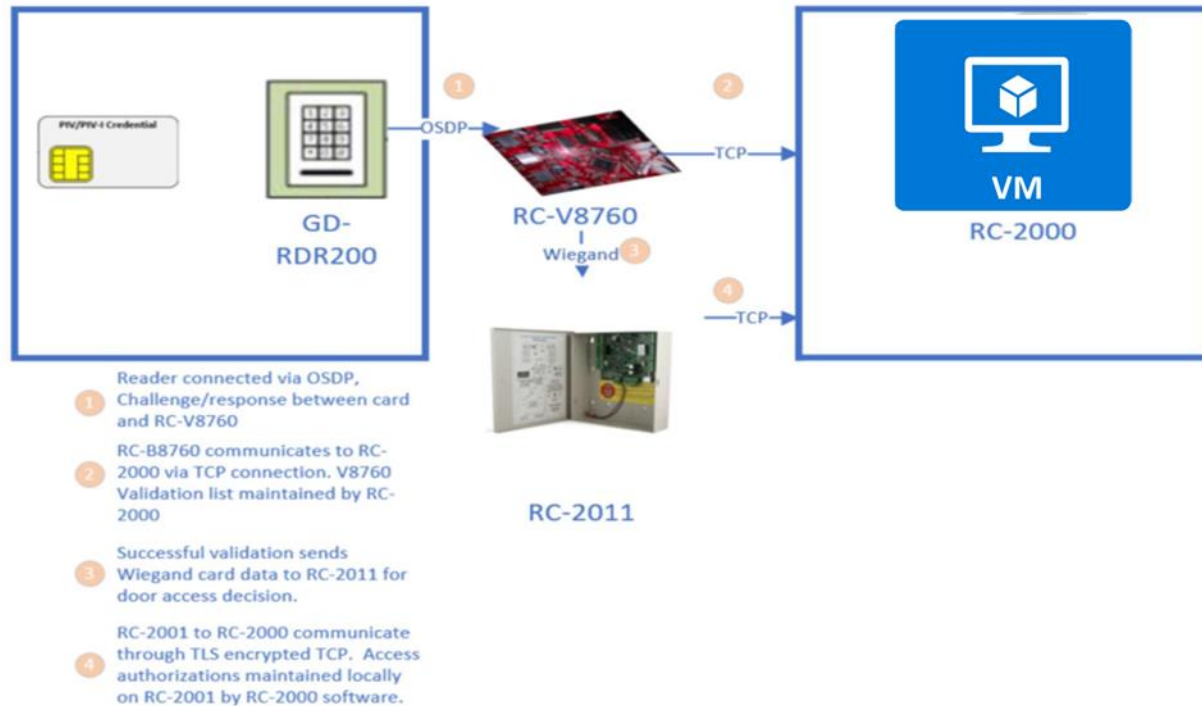 PIV/PIV-I Credential
1
OSDP
2
TCP
VM
GD-
RDR200
RC-V8760
RC-2000
Wiegand
3
4
TCP
RC-2011
1
Reader connected via OSDP,
Challenge/response between card
and RC-V8760
2
RC-B8760 communicates to RC-
2000 via TCP connection. V8760
Validation list maintained by RC-
2000
3
Successful validation sends
Wiegand card data to RC-2011 for
door access decision.
4
RC-2001 to RC-2000 communicate
through TLS encrypted TCP. Access
authorizations maintained locally
on RC-2001 by RC-2000 software.